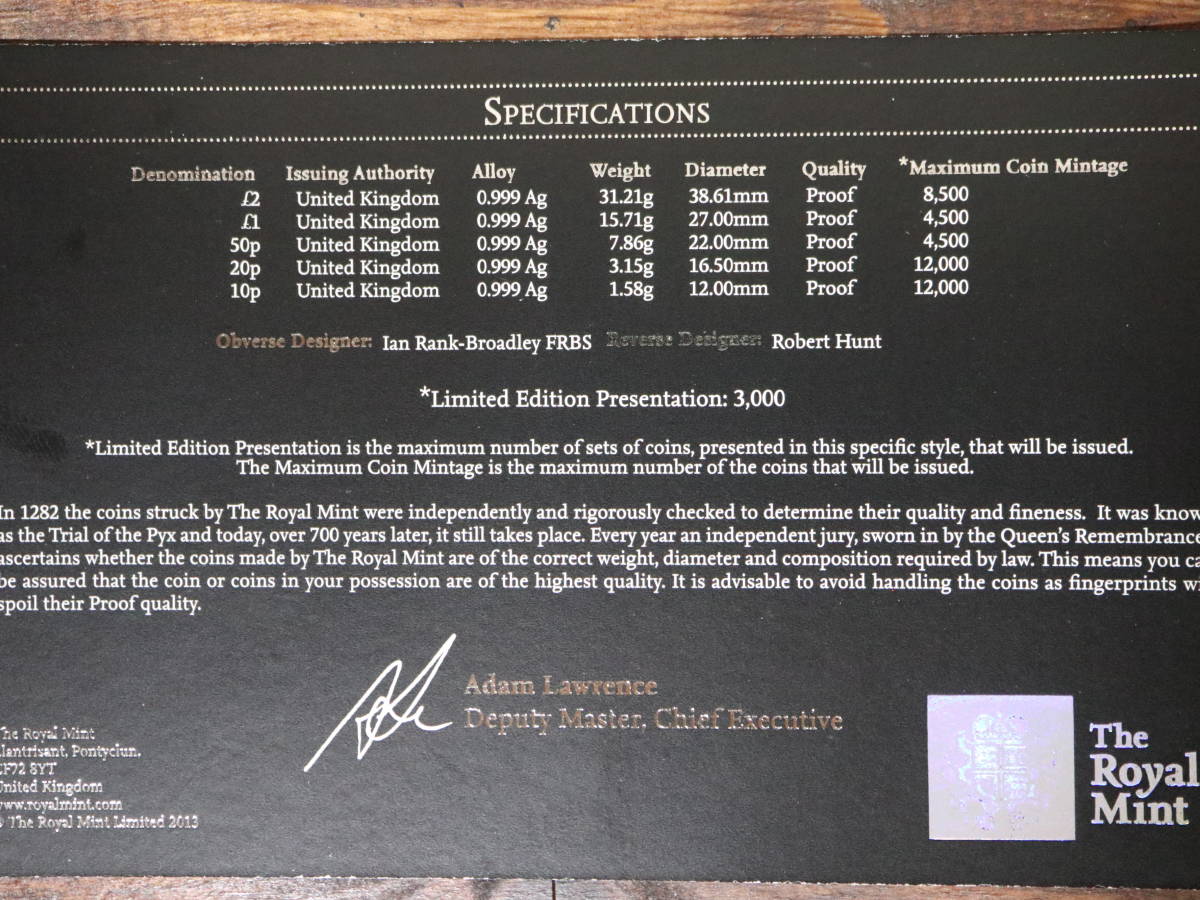 SPECIFICATIONS
Denomination Issuing Authority Alloy Weight Diameter Quality *Maximum Coin Mintage
£2 United Kingdom 0.999 Ag 31.21g 38.61mm Proof 8,500
£1 United Kingdom 0.999 Ag 15.71g 27.00mm Proof 4,500
50p United Kingdom 0.999 Ag 7.86g 22.00mm Proof 4,500
20p United Kingdom 0.999 Ag 3.15g 16.50mm Proof 12,000
10p United Kingdom 0.999 Ag 1.58g 12.00mm Proof 12,000
Obverse Designer: Ian Rank-Broadley FRBS Reverse Designer: Robert Hunt
*Limited Edition Presentation: 3,000
*Limited Edition Presentation is the maximum number of sets of coins, presented in this specific style, that will be issued.
The Maximum Coin Mintage is the maximum number of the coins that will be issued.
In 1282 the coins struck by The Royal Mint were independently and rigorously checked to determine their quality and fineness. It was know
as the Trial of the Pyx and today, over 700 years later, it still takes place. Every year an independent jury, sworn in by the Queen's Remembrance
ascertains whether the coins made by The Royal Mint are of the correct weight, diameter and composition required by law. This means you ca
be assured that the coin or coins in your possession are of the highest quality. It is advisable to avoid handling the coins as fingerprints wi
spoil their Proof quality.
Adam Lawrence
Deputy Master, Chief Executive
The Royal Mint
Llantrisant, Pontyclun.
CF72 8YT
United Kingdom
www.royalmint.com
© The Royal Mint Limited 2013
The
Royal
Mint